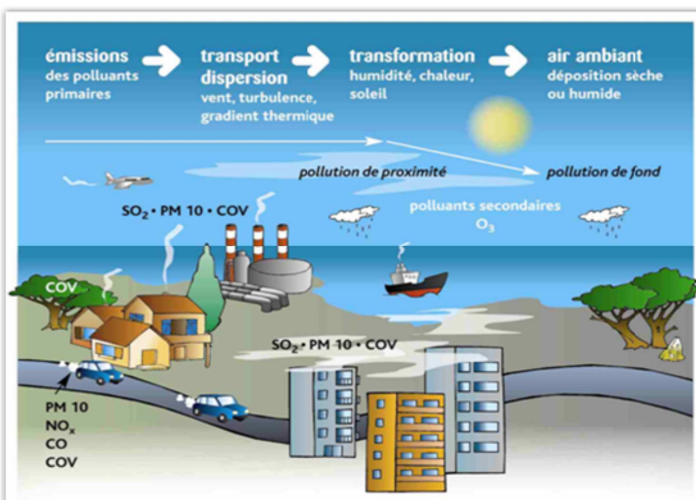 émissions
des polluants
primaires
transport
dispersion
vent, turbulence,
gradient thermique
transformation
humidité, chaleur,
soleil
air ambiant
déposition sèche
ou humide
pollution de proximité
pollution de fond
SO₂ • PM 10 • COV
polluants secondaires
O₃
COV
SO₂ • PM 10 • COV
PM 10
NOₓ
CO
COV